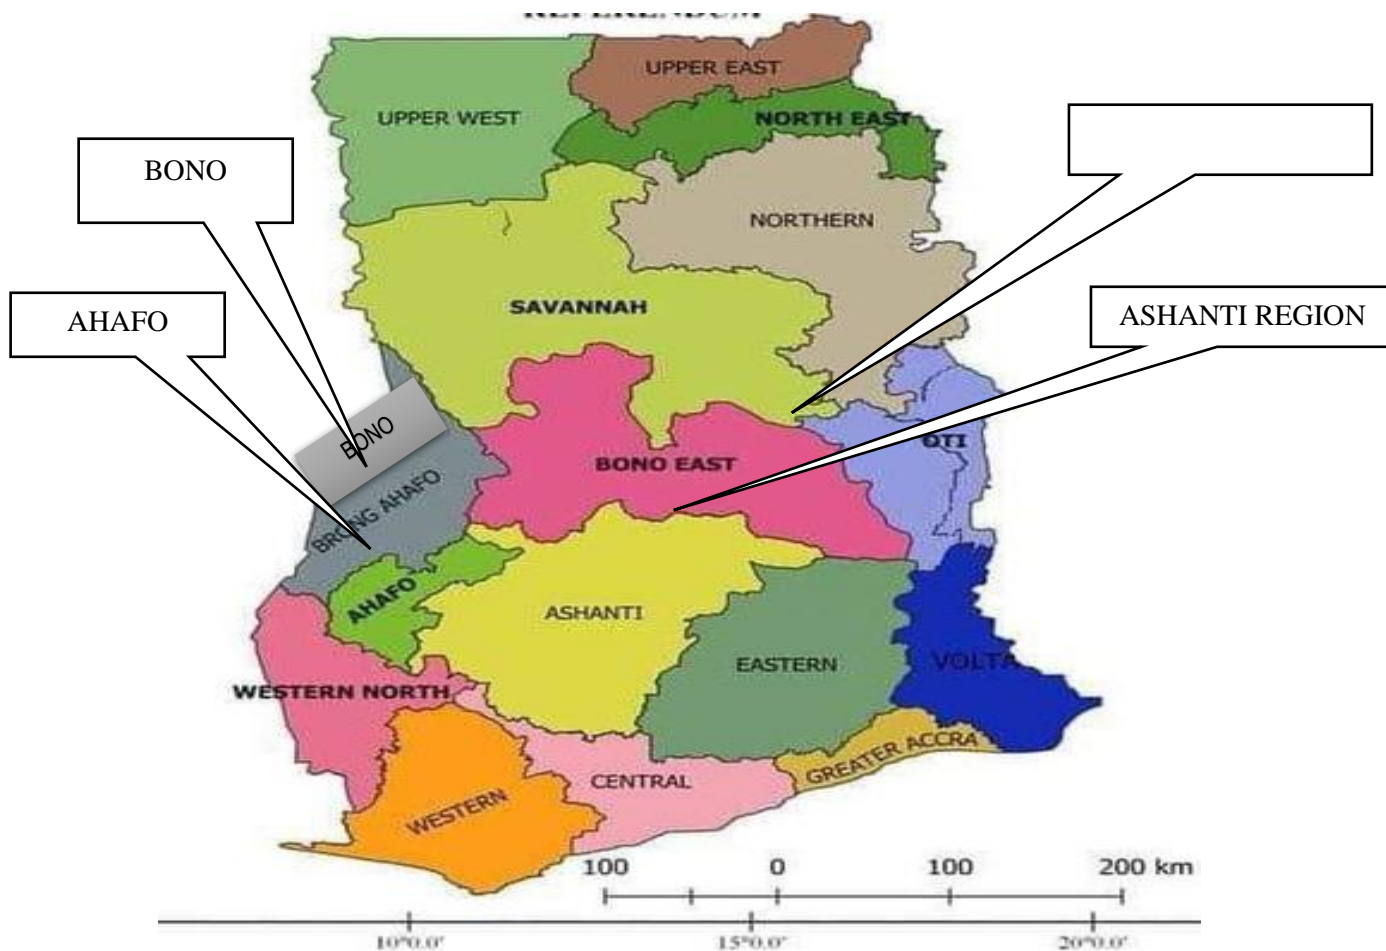 REFERENDUM
UPPER EAST
UPPER WEST
NORTH EAST
BONO
NORTHERN
SAVANNAH
AHAFO
ASHANTI REGION
BONO
OTI
BONO EAST
BRONG AHAFO
AHAFO
ASHANTI
EASTERN
VOLTA
WESTERN NORTH
GREATER ACCRA
CENTRAL
WESTERN
100 0 100 200 km
10°0.0' 15°0.0' 20°0.0'